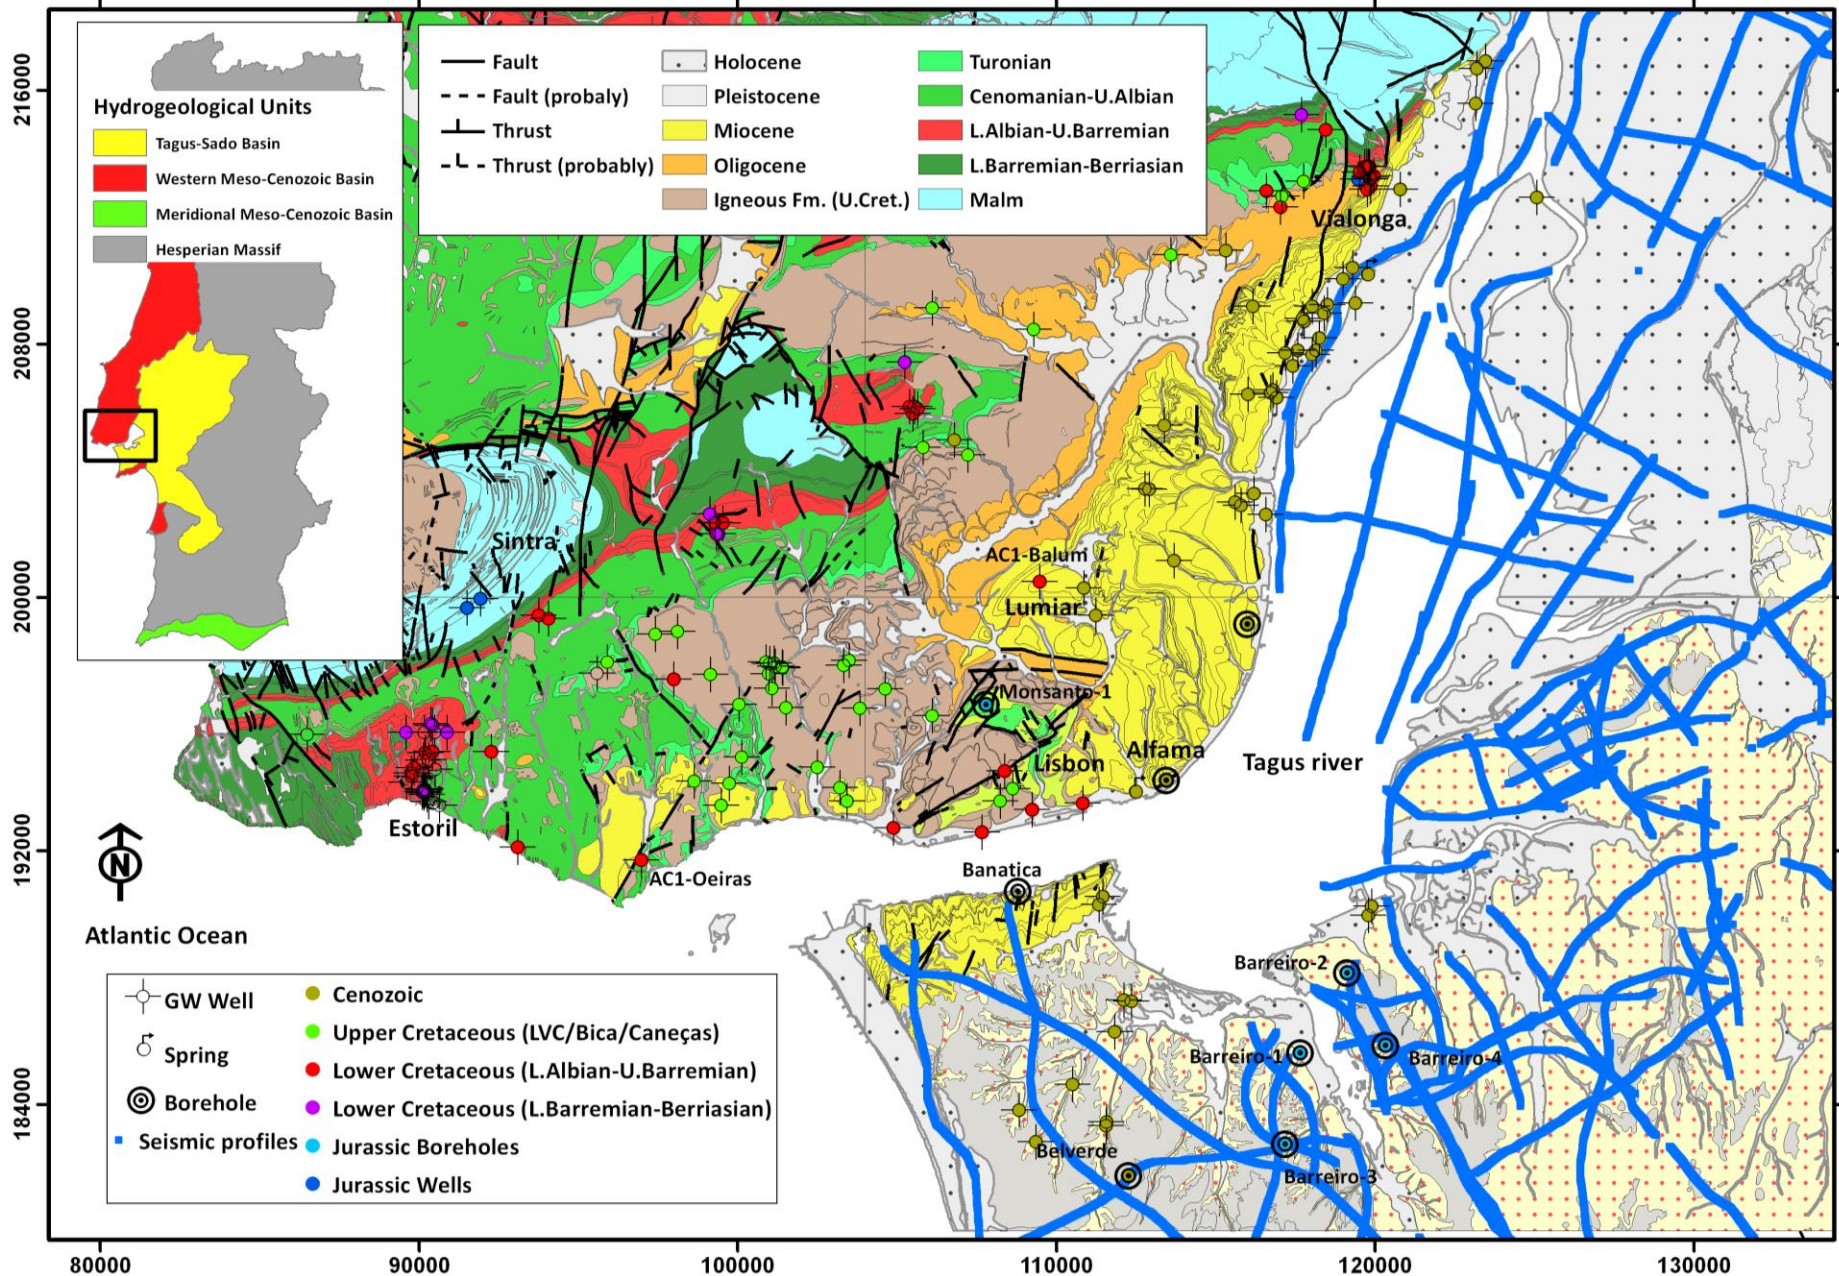 Hydrogeological Units
Tagus-Sado Basin
Western Meso-Cenozoic Basin
Meridional Meso-Cenozoic Basin
Hesperian Massif
Fault
Fault (probaly)
Thrust
Thrust (probably)
Holocene
Pleistocene
Miocene
Oligocene
Igneous Fm. (U.Cret.)
Turonian
Cenomanian-U.Albian
L.Albian-U.Barremian
L.Barremian-Berriasian
Malm
216000
208000
200000
192000
184000
Vialonga
Sintra
AC1-Balum
Lumiar
Monsanto-1
Alfama
Lisbon
Tagus river
Estoril
AC1-Oeiras
Banatica
N
Atlantic Ocean
Barreiro-2
Barreiro-1
Barreiro-4
Belverde
Barreiro-3
GW Well
Spring
Borehole
Seismic profiles
Cenozoic
Upper Cretaceous (LVC/Bica/Caneças)
Lower Cretaceous (L.Albian-U.Barremian)
Lower Cretaceous (L.Barremian-Berriasian)
Jurassic Boreholes
Jurassic Wells
80000
90000
100000
110000
120000
130000